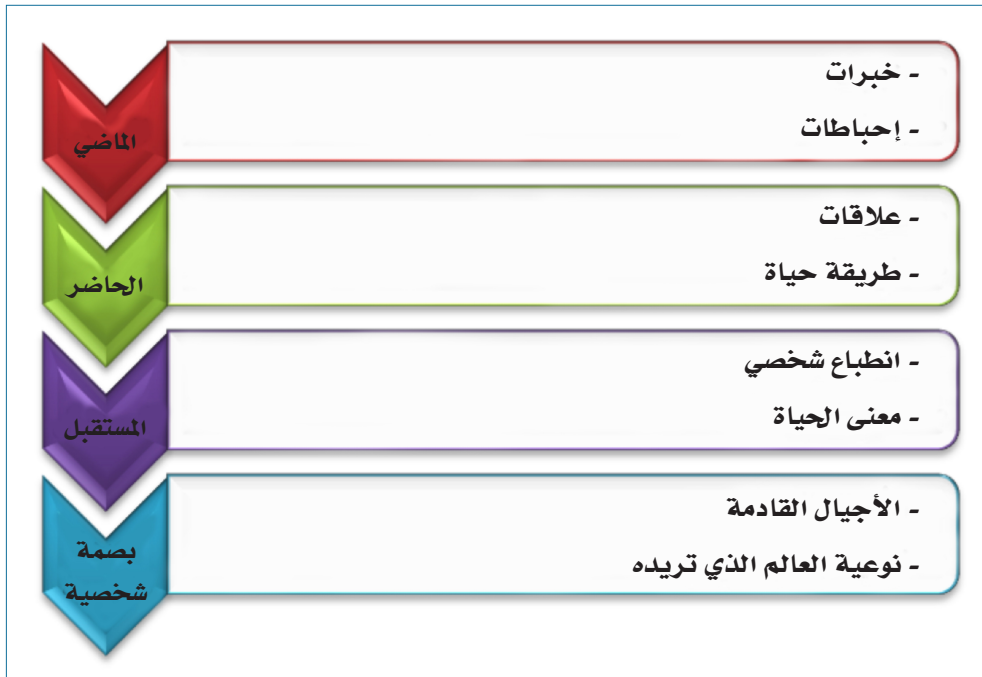 - خبرات
- إحباطات
الماضي
- علاقات
- طريقة حياة
الحاضر
- انطباع شخصي
- معنى الحياة
المستقبل
- الأجيال القادمة
- نوعية العالم الذي تريده
بصمة
شخصية